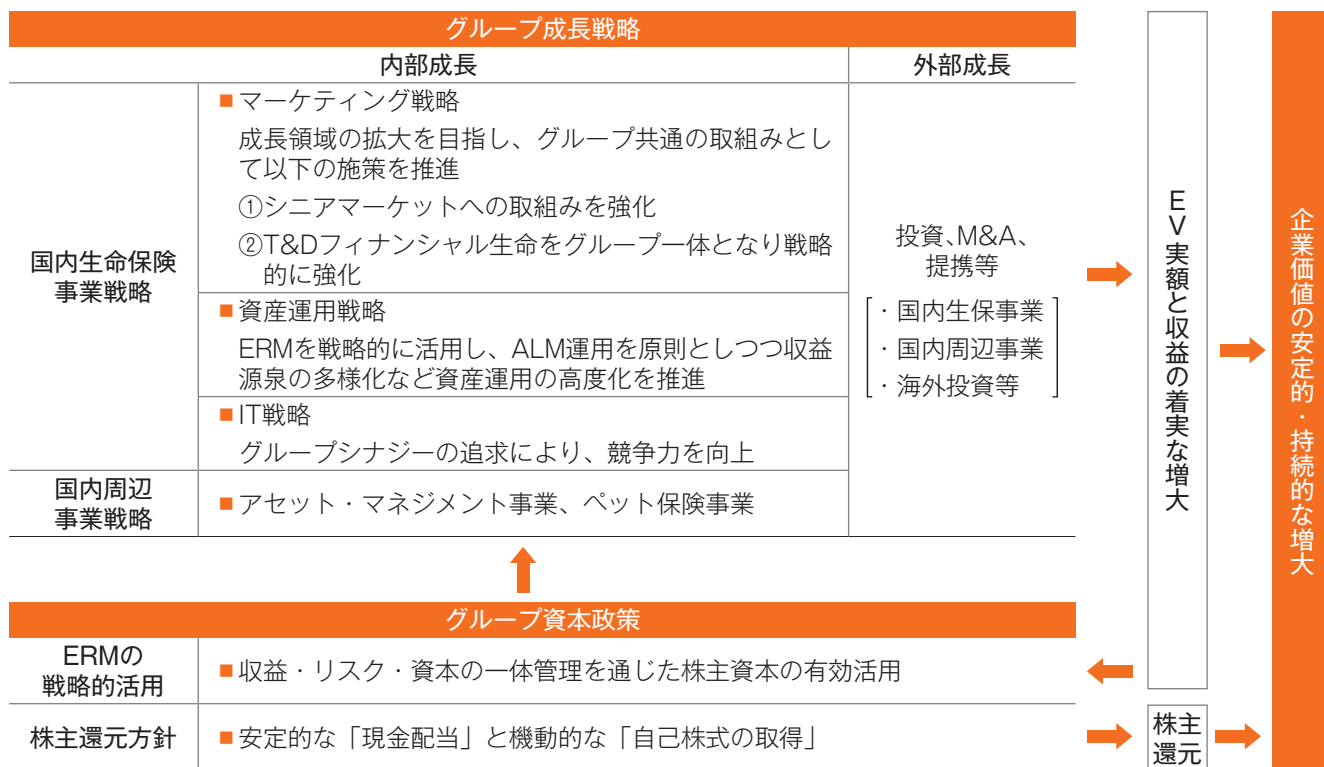 グループ成長戦略
内部成長
外部成長
国内生命保険
事業戦略
■マーケティング戦略
成長領域の拡大を目指し、グループ共通の取組みとし
て以下の施策を推進
①シニアマーケットへの取組みを強化
②T&Dフィナンシャル生命をグループ一体となり戦略
的に強化
■資産運用戦略
ERMを戦略的に活用し、ALM運用を原則としつつ収益
源泉の多様化など資産運用の高度化を推進
■IT戦略
グループシナジーの追求により、競争力を向上
国内周辺
事業戦略
■アセット・マネジメント事業、ペット保険事業
投資、M&A、
提携等
・国内生保事業
・国内周辺事業
・海外投資等
グループ資本政策
ERMの
戦略的活用
■収益・リスク・資本の一体管理を通じた株主資本の有効活用
株主還元方針
■安定的な「現金配当」と機動的な「自己株式の取得」
EV実額と収益の着実な増大
株主
還元
企業価値の安定的・持続的な増大